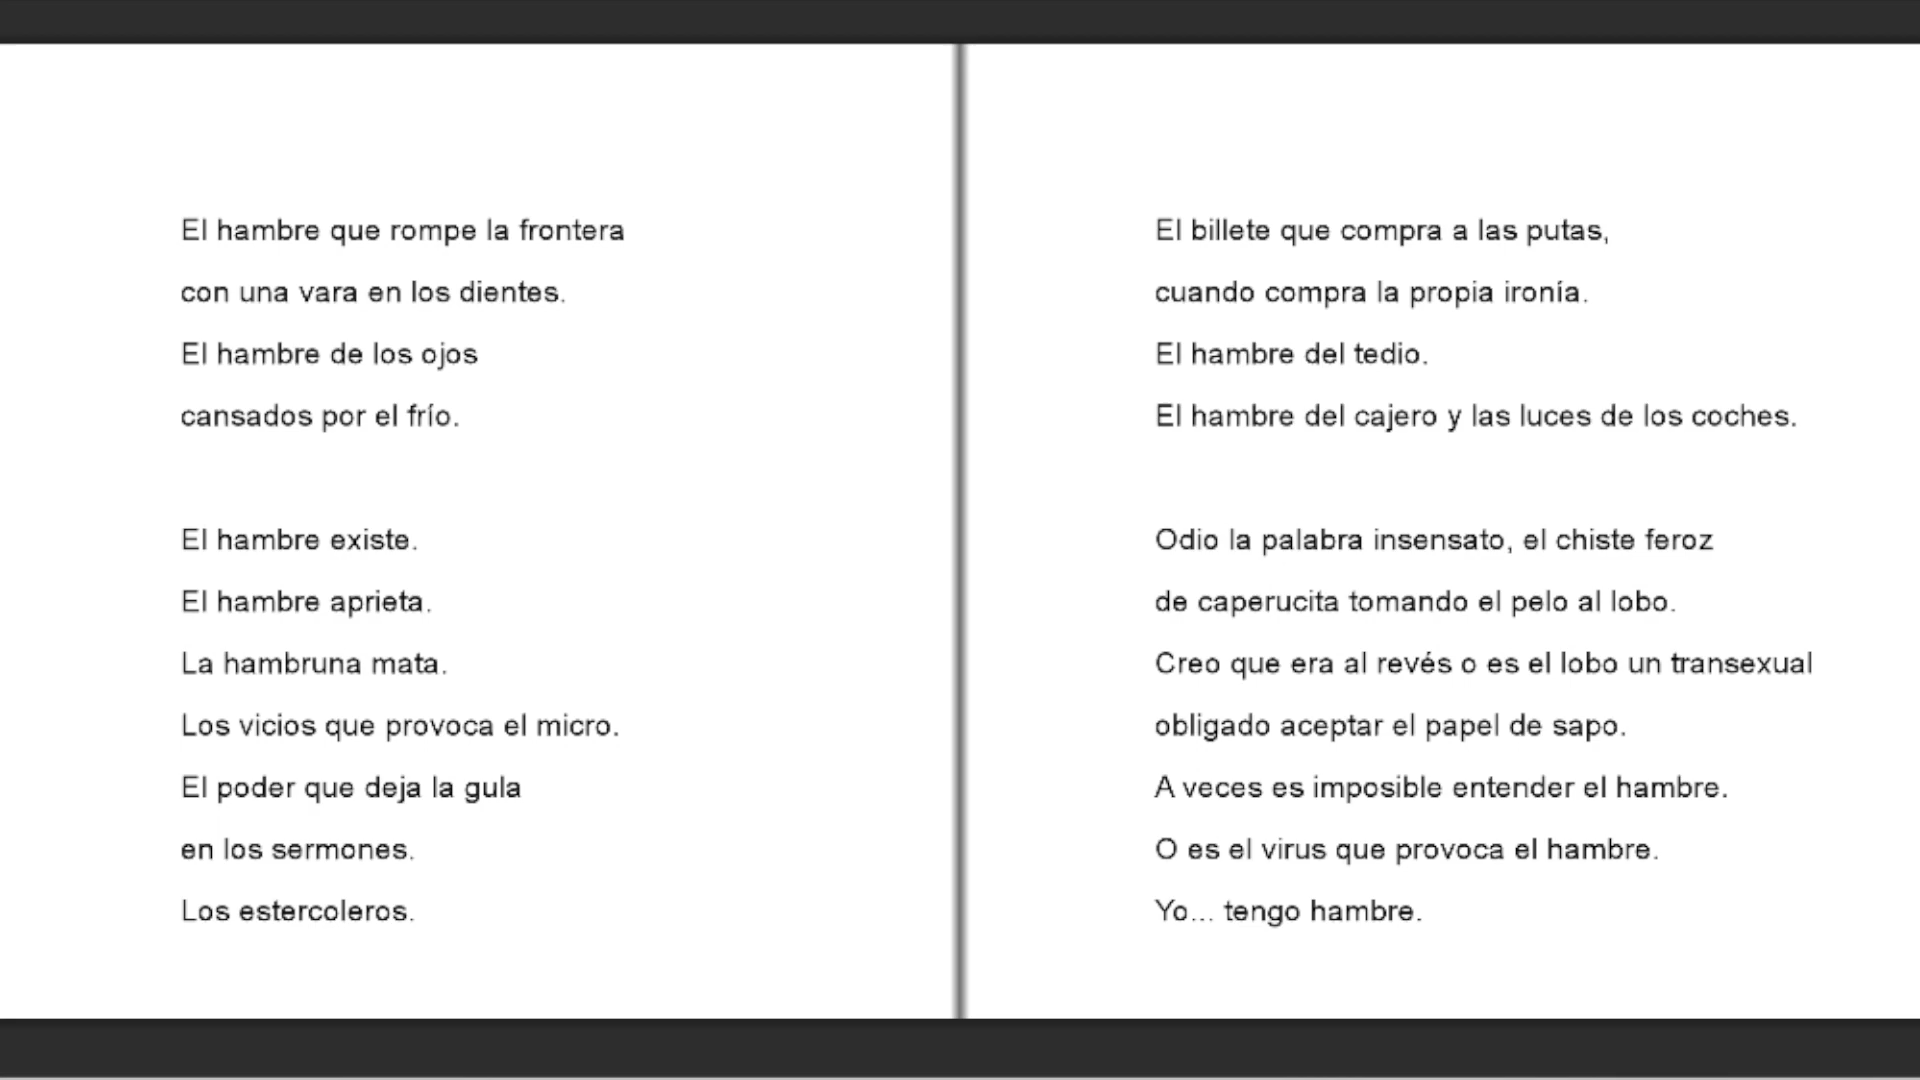 El hambre que rompe la frontera
con una vara en los dientes.
El hambre de los ojos
cansados por el frío.
El hambre existe.
El hambre aprieta.
La hambruna mata.
Los vicios que provoca el micro.
El poder que deja la gula
en los sermones.
Los estercoleros.
El billete que compra a las putas,
cuando compra la propia ironía.
El hambre del tedio.
El hambre del cajero y las luces de los coches.
Odio la palabra insensato, el chiste feroz
de caperucita tomando el pelo al lobo.
Creo que era al revés o es el lobo un transexual
obligado aceptar el papel de sapo.
A veces es imposible entender el hambre.
O es el virus que provoca el hambre.
Yo... tengo hambre.